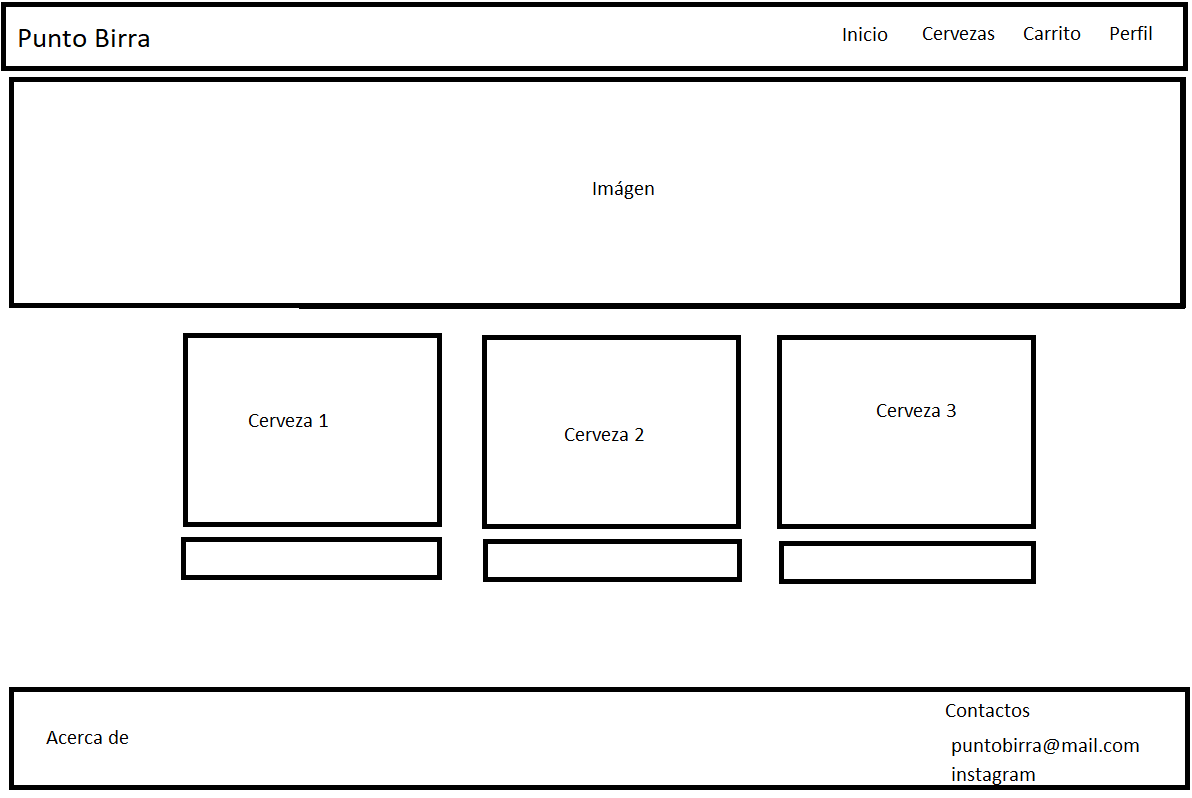 Punto Birra
Inicio Cervezas Carrito Perfil
Imágen
Cerveza 1
Cerveza 2
Cerveza 3
Acerca de
Contactos
puntobirra@mail.com
instagram